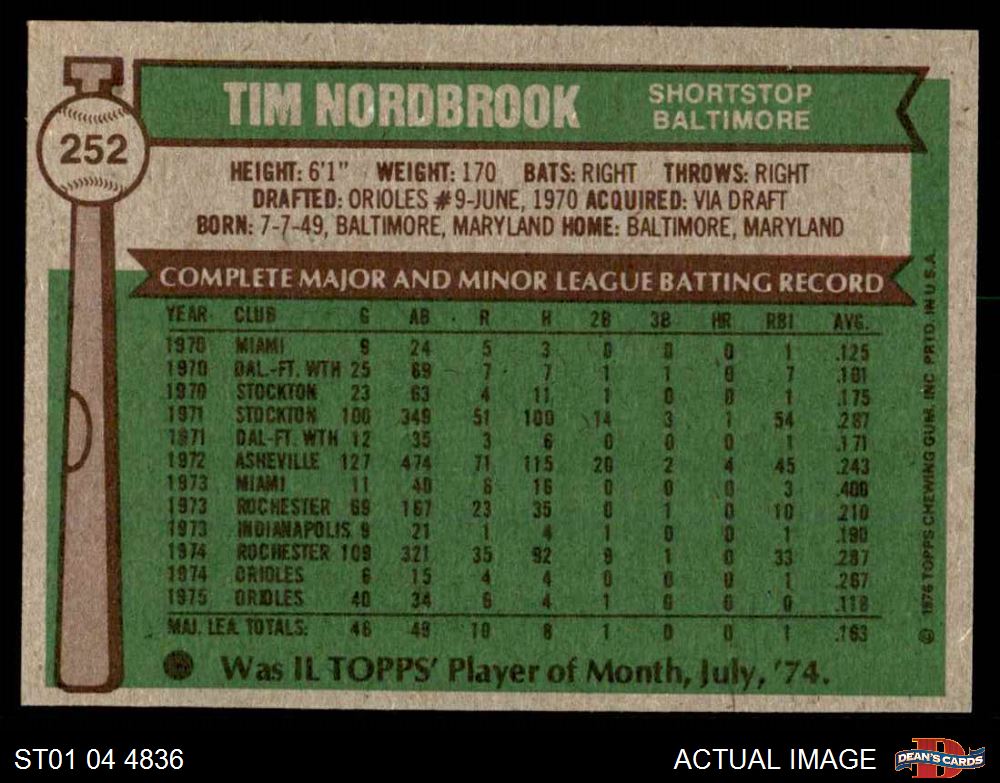 252
TIM NORDBROOK
SHORTSTOP
BALTIMORE
HEIGHT: 6'1" WEIGHT: 170 BATS: RIGHT THROWS: RIGHT
DRAFTED: ORIOLES #9-JUNE, 1970 ACQUIRED: VIA DRAFT
BORN: 7-7-49, BALTIMORE, MARYLAND HOME: BALTIMORE, MARYLAND
COMPLETE MAJOR AND MINOR LEAGUE BATTING RECORD
YEAR CLUB G AB R H 2B 3B HR RBI AVG.
1970 MIAMI 9 24 5 3 0 0 0 1 .125
1970 DAL.-FT. WTH 25 69 7 7 1 1 0 7 .101
1970 STOCKTON 23 63 4 11 1 0 0 1 .175
1971 STOCKTON 100 349 51 100 14 3 1 54 .287
1971 DAL-FT. WTH 12 35 3 6 0 0 0 1 .171
1972 ASHEVILLE 127 474 71 115 20 2 4 45 .243
1973 MIAMI 11 40 6 16 0 0 0 3 .400
1973 ROCHESTER 69 167 23 35 0 1 0 10 .210
1973 INDIANAPOLIS 9 21 1 4 1 0 0 1 .190
1974 ROCHESTER 109 321 35 92 9 1 0 33 .287
1974 ORIOLES 6 15 4 4 0 0 0 1 .267
1975 ORIOLES 40 34 6 4 1 0 0 0 .118
MAJ. LEA. TOTALS: 46 49 10 8 1 0 0 1 .163
Was IL TOPPS' Player of Month, July, '74.
© 1976 TOPPS CHEWING GUM, INC. PRTD. IN U.S.A.
ST01 04 4836
ACTUAL IMAGE
D
DEAN'S CARDS